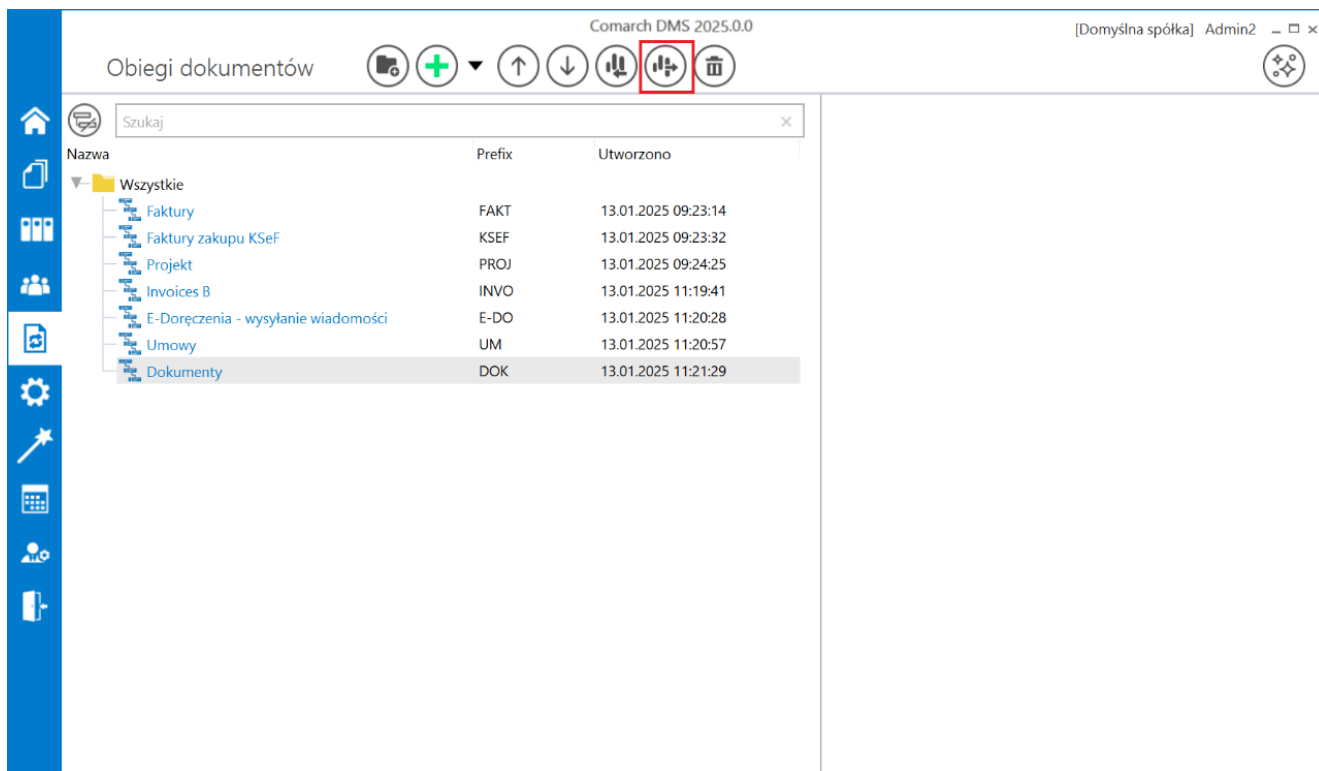 Comarch DMS 2025.0.0
[Domyślna spółka] Admin2
Obiegi dokumentów
Szukaj
Nazwa Prefix Utworzono
Wszystkie
Faktury FAKT 13.01.2025 09:23:14
Faktury zakupu KSeF KSEF 13.01.2025 09:23:32
Projekt PROJ 13.01.2025 09:24:25
Invoices B INVO 13.01.2025 11:19:41
E-Doręczenia - wysyłanie wiadomości E-DO 13.01.2025 11:20:28
Umowy UM 13.01.2025 11:20:57
Dokumenty DOK 13.01.2025 11:21:29